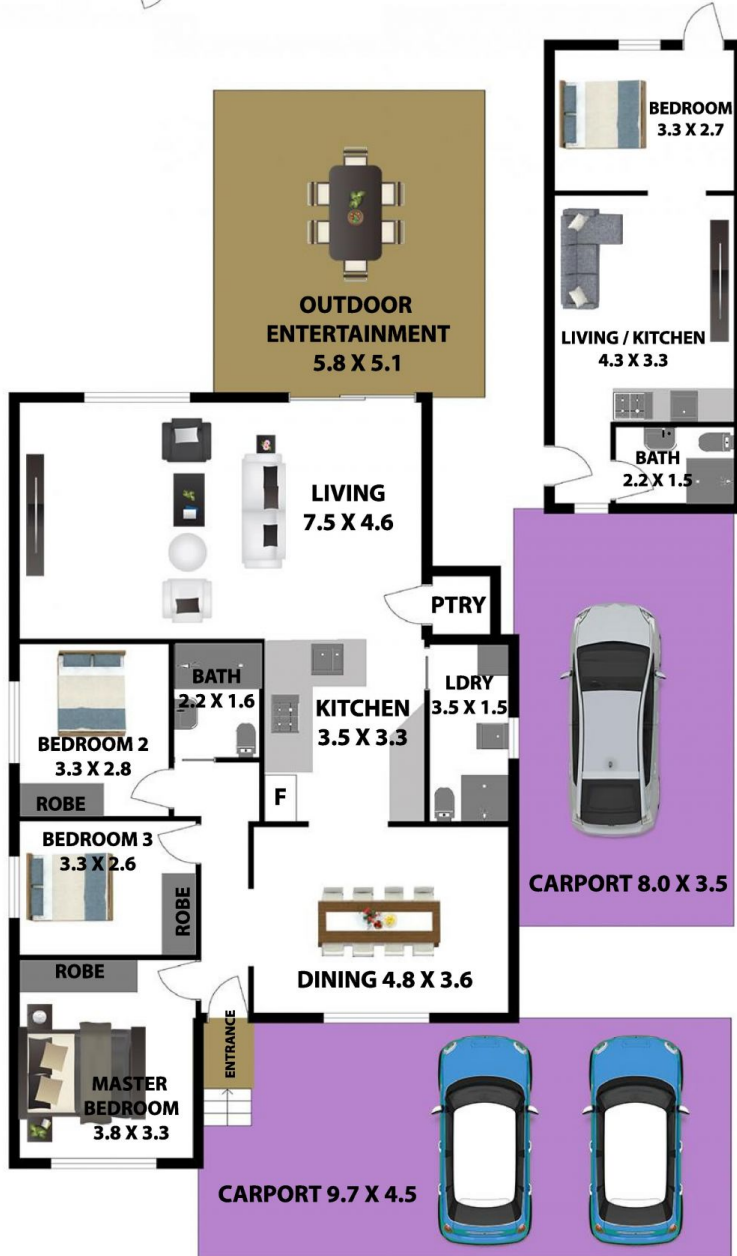 BEDROOM
3.3 X 2.7
OUTDOOR
ENTERTAINMENT
5.8 X 5.1
LIVING / KITCHEN
4.3 X 3.3
BATH
2.2 X 1.5
LIVING
7.5 X 4.6
PTRY
BATH
2.2 X 1.6
KITCHEN
3.5 X 3.3
LDRY
3.5 X 1.5
BEDROOM 2
3.3 X 2.8
ROBE
F
BEDROOM 3
3.3 X 2.6
ROBE
CARPORT 8.0 X 3.5
ROBE
DINING 4.8 X 3.6
ENTRANCE
MASTER
BEDROOM
3.8 X 3.3
CARPORT 9.7 X 4.5